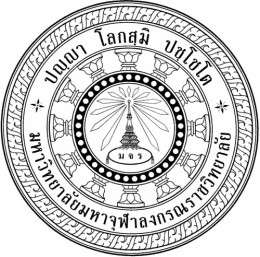 ปญฺญา โลกสฺมิ ปชฺโชโต
มจร
มหาวิทยาลัยมหาจุฬาลงกรณราชวิทยาลัย